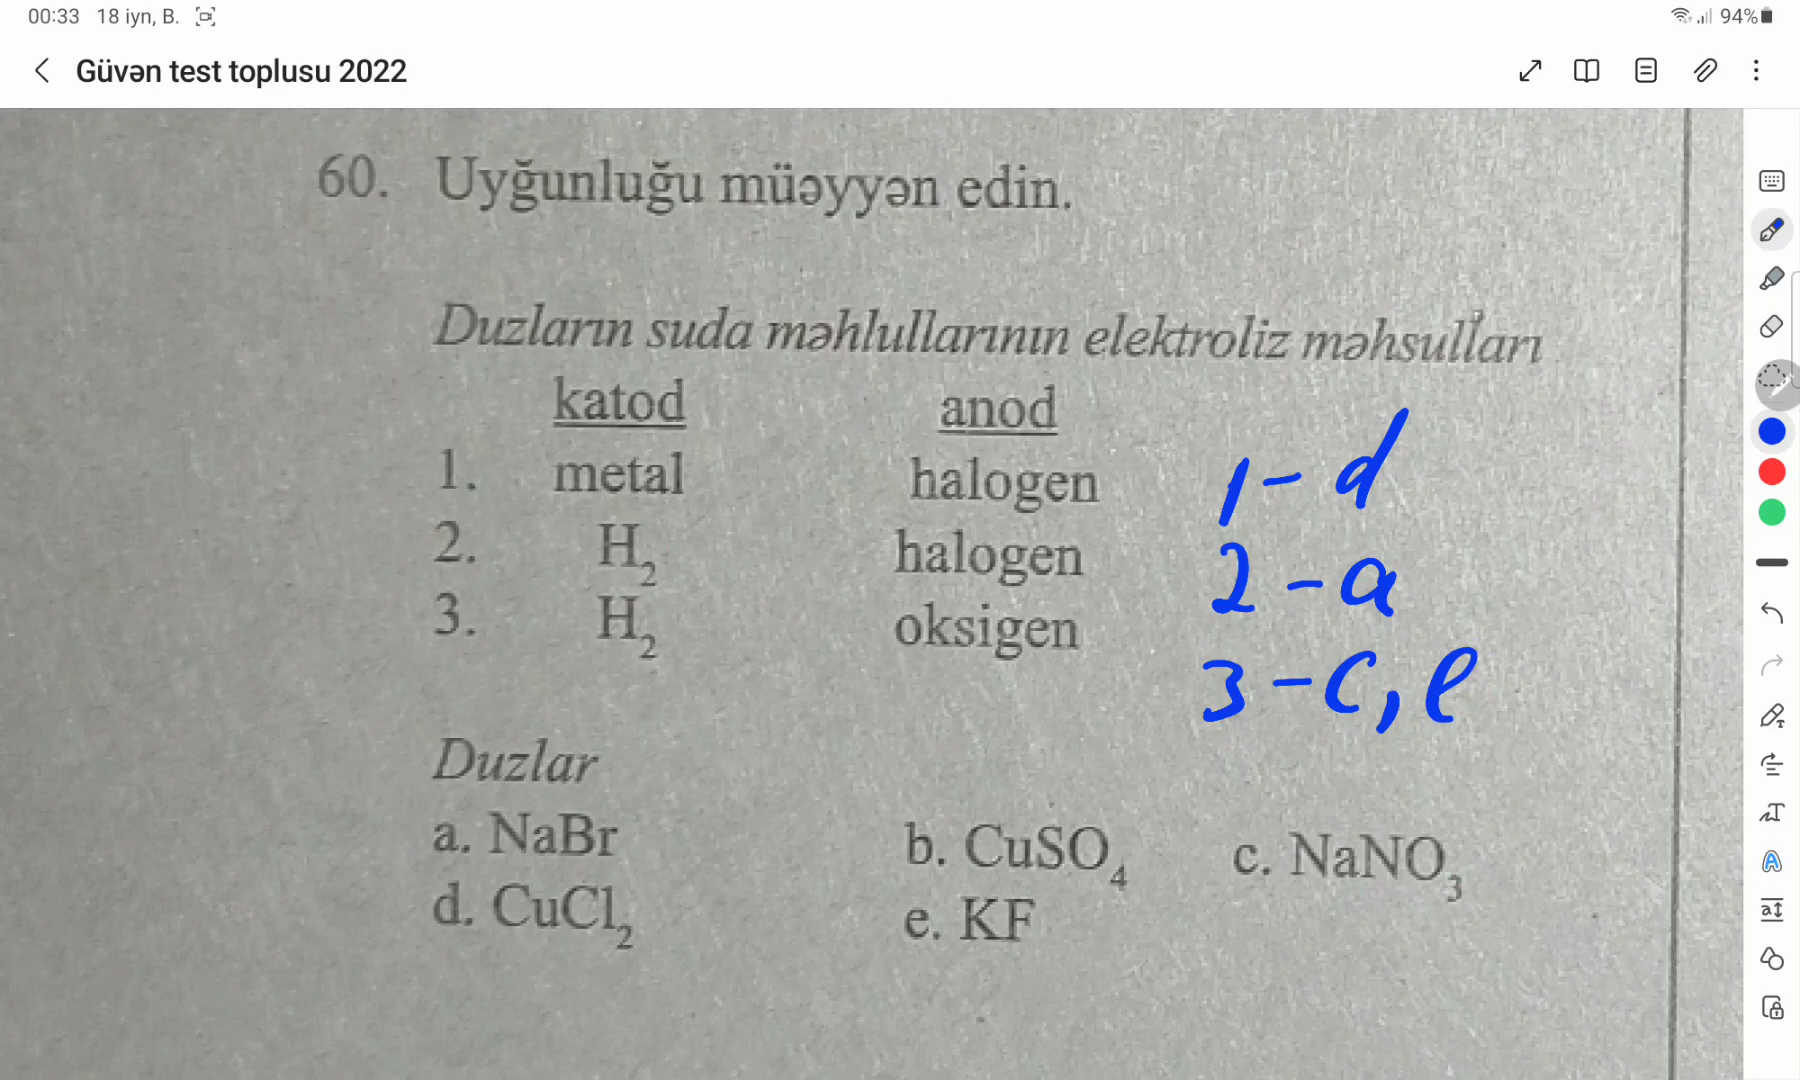 00:33 18 iyn, B. 94%
Güvən test toplusu 2022
60. Uyğunluğu müəyyən edin.
Duzların suda məhlullarının elektroliz məhsulları
katod anod
1. metal halogen 1-d
2. H₂ halogen 2-a
3. H₂ oksigen 3-c,e
Duzlar
a. NaBr b. CuSO₄ c. NaNO₃
d. CuCl₂ e. KF